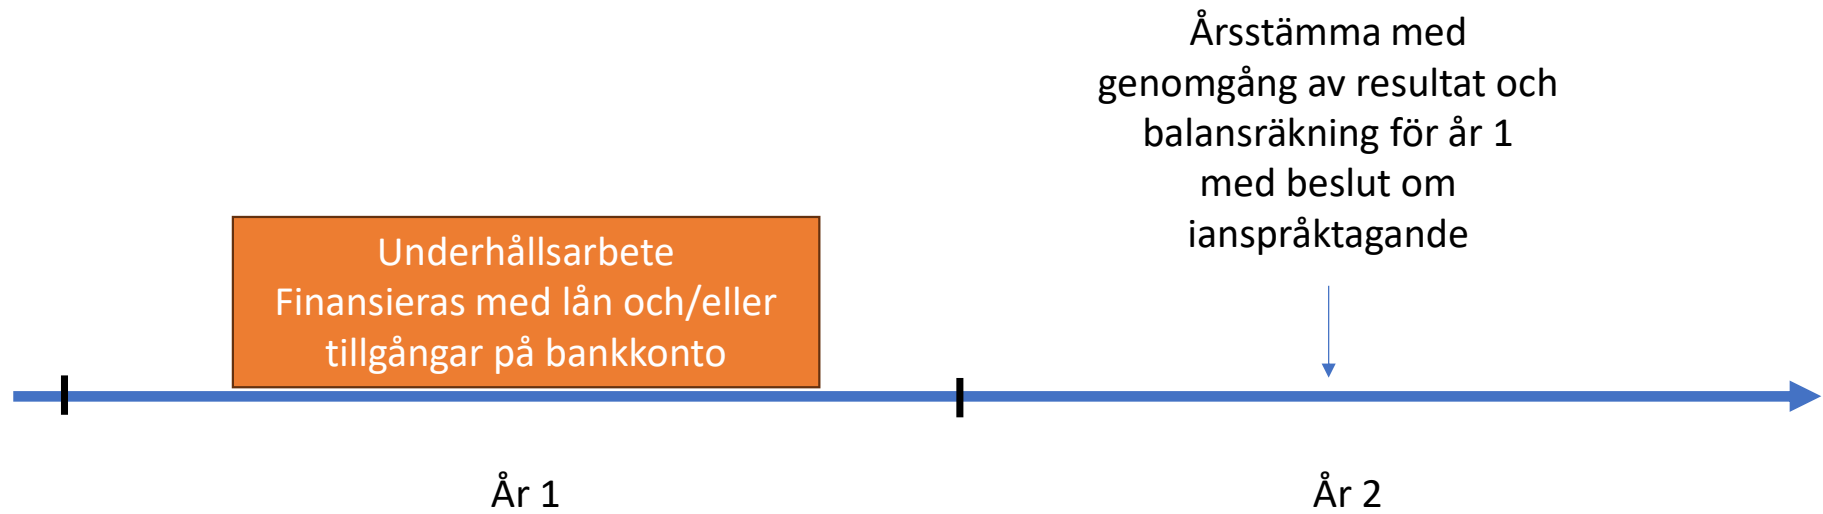 Årsstämma med
genomgång av resultat och
balansräkning för år 1
med beslut om
ianspråktagande
Underhållsarbete
Finansieras med lån och/eller
tillgångar på bankkonto
År 1
År 2